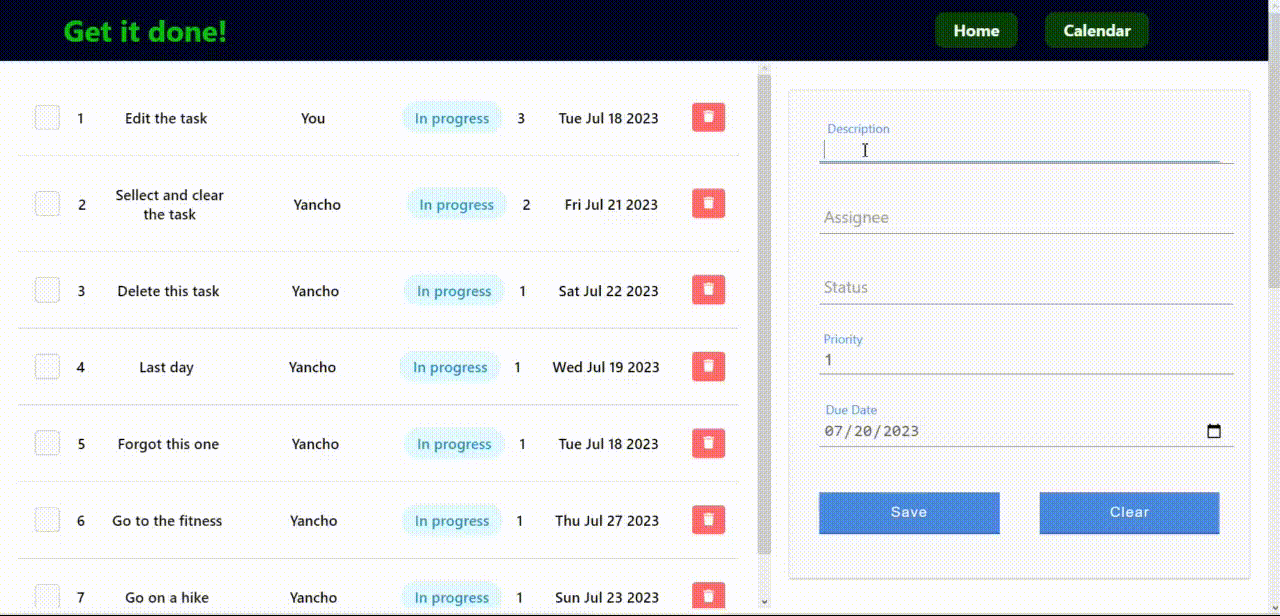 Get it done!
Home
Calendar
1 Edit the task You In progress 3 Tue Jul 18 2023
2 Sellect and clear
the task Yancho In progress 2 Fri Jul 21 2023
3 Delete this task Yancho In progress 1 Sat Jul 22 2023
4 Last day Yancho In progress 1 Wed Jul 19 2023
5 Forgot this one Yancho In progress 1 Tue Jul 18 2023
6 Go to the fitness Yancho In progress 1 Thu Jul 27 2023
7 Go on a hike Yancho In progress 1 Sun Jul 23 2023
Description
Assignee
Status
Priority
1
Due Date
07/20/2023
Save
Clear